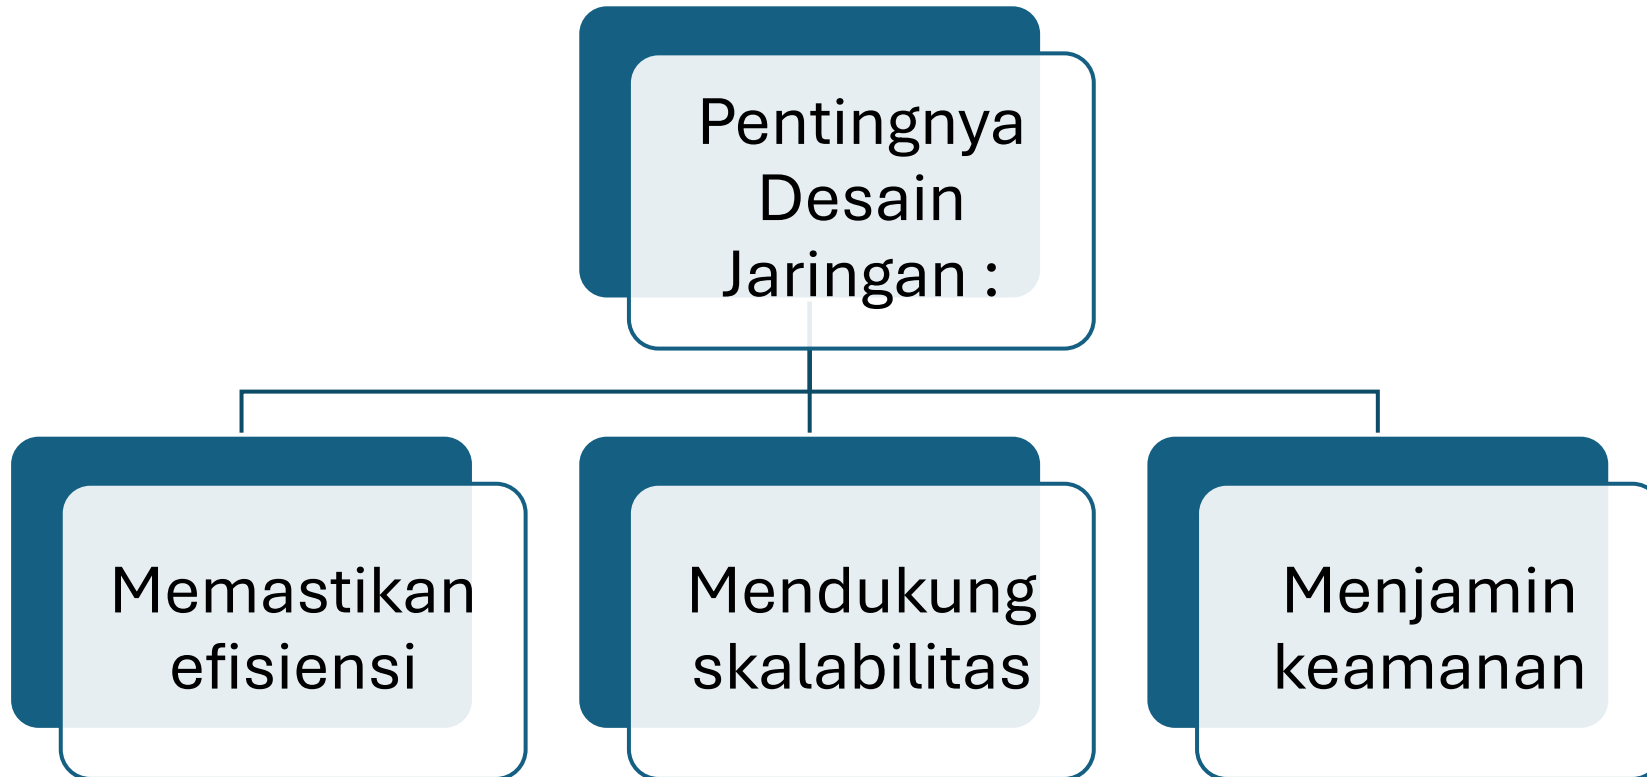 Pentingnya
Desain
Jaringan :
Memastikan
efisiensi
Mendukung
skalabilitas
Menjamin
keamanan